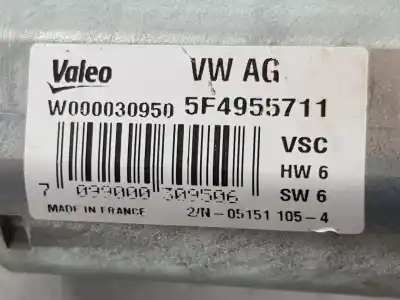 Valeo VW AG
W000030950 5F4955711
VSC
HW 6
SW 6
7 099000 309506
MADE IN FRANCE 2/N - 05151 105-4